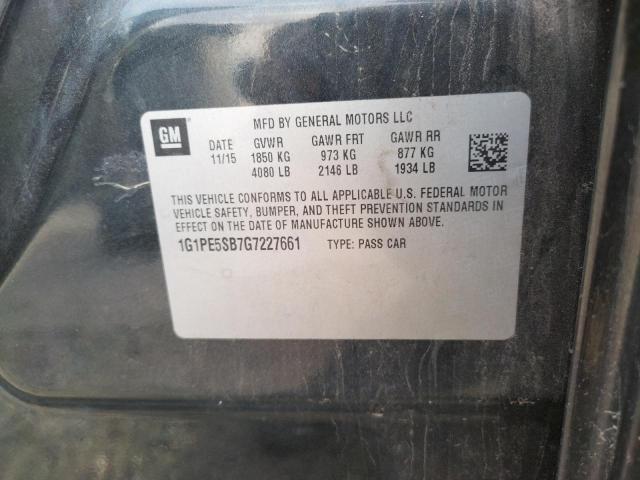 GM
MFD BY GENERAL MOTORS LLC
DATE GVWR GAWR FRT GAWR RR
11/15 1850 KG 973 KG 877 KG
4080 LB 2146 LB 1934 LB
THIS VEHICLE CONFORMS TO ALL APPLICABLE U.S. FEDERAL MOTOR
VEHICLE SAFETY, BUMPER, AND THEFT PREVENTION STANDARDS IN
EFFECT ON THE DATE OF MANUFACTURE SHOWN ABOVE.
1G1PE5SB7G7227661 TYPE: PASS CAR